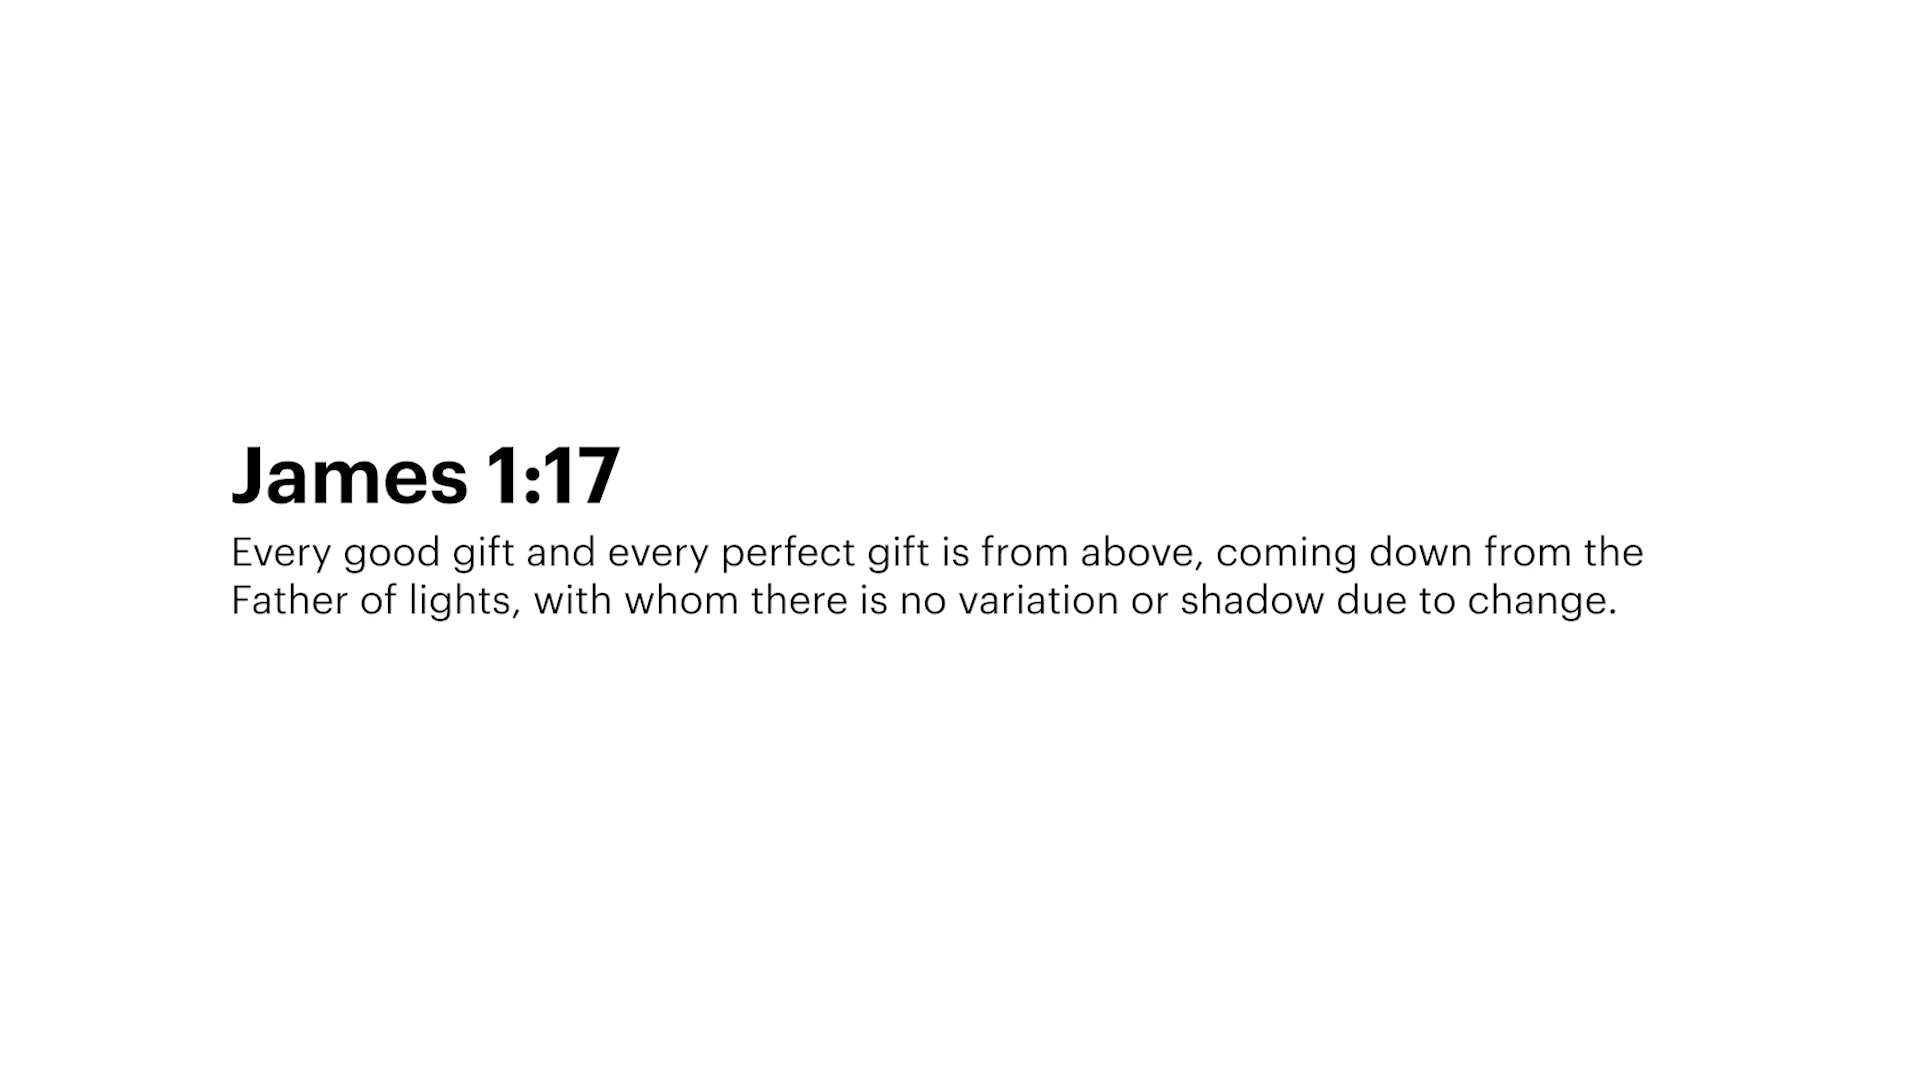 James 1:17
Every good gift and every perfect gift is from above, coming down from the
Father of lights, with whom there is no variation or shadow due to change.